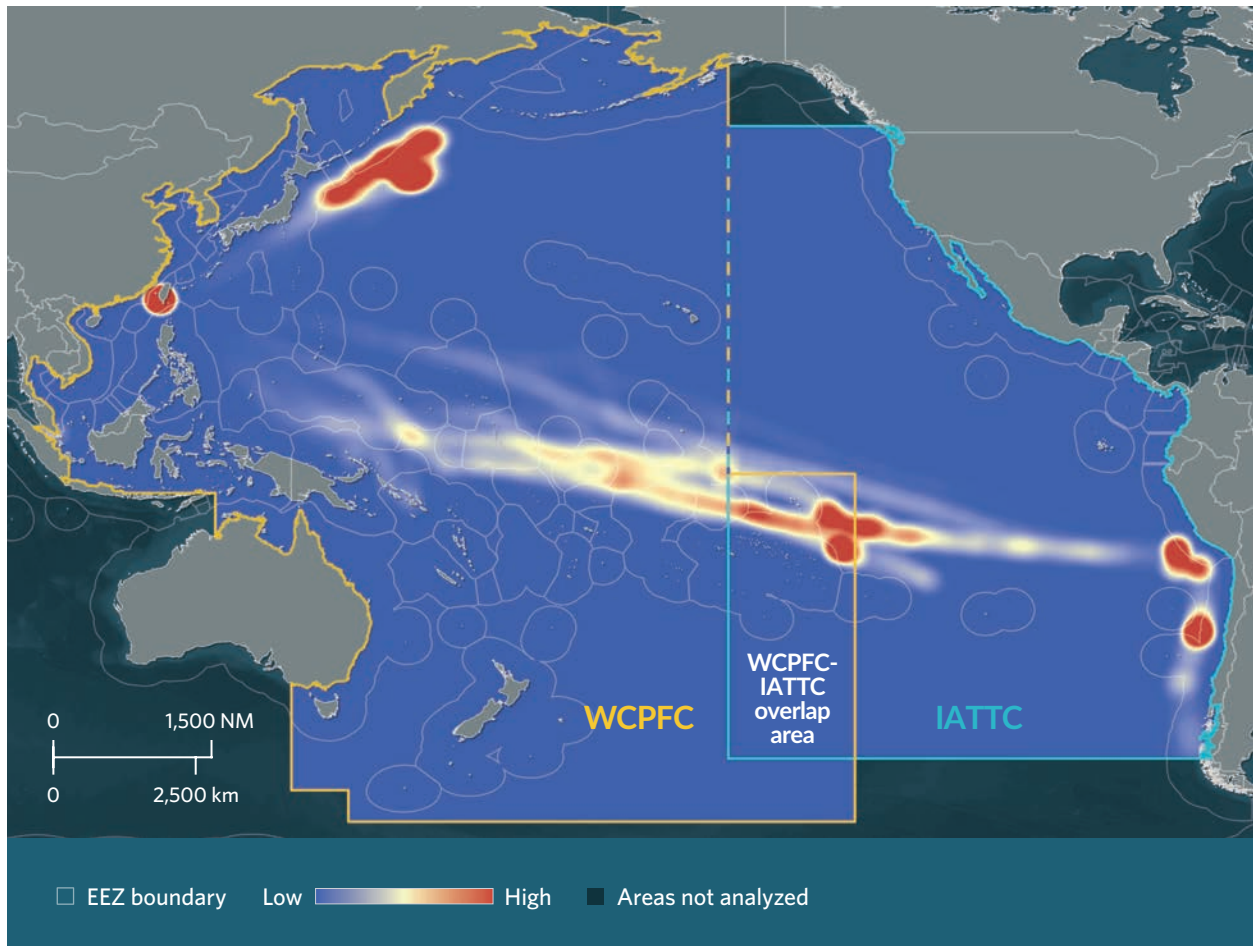 WCPFC-
IATTC
overlap
area
WCPFC
IATTC
0 1,500 NM
0 2,500 km
EEZ boundary Low High Areas not analyzed